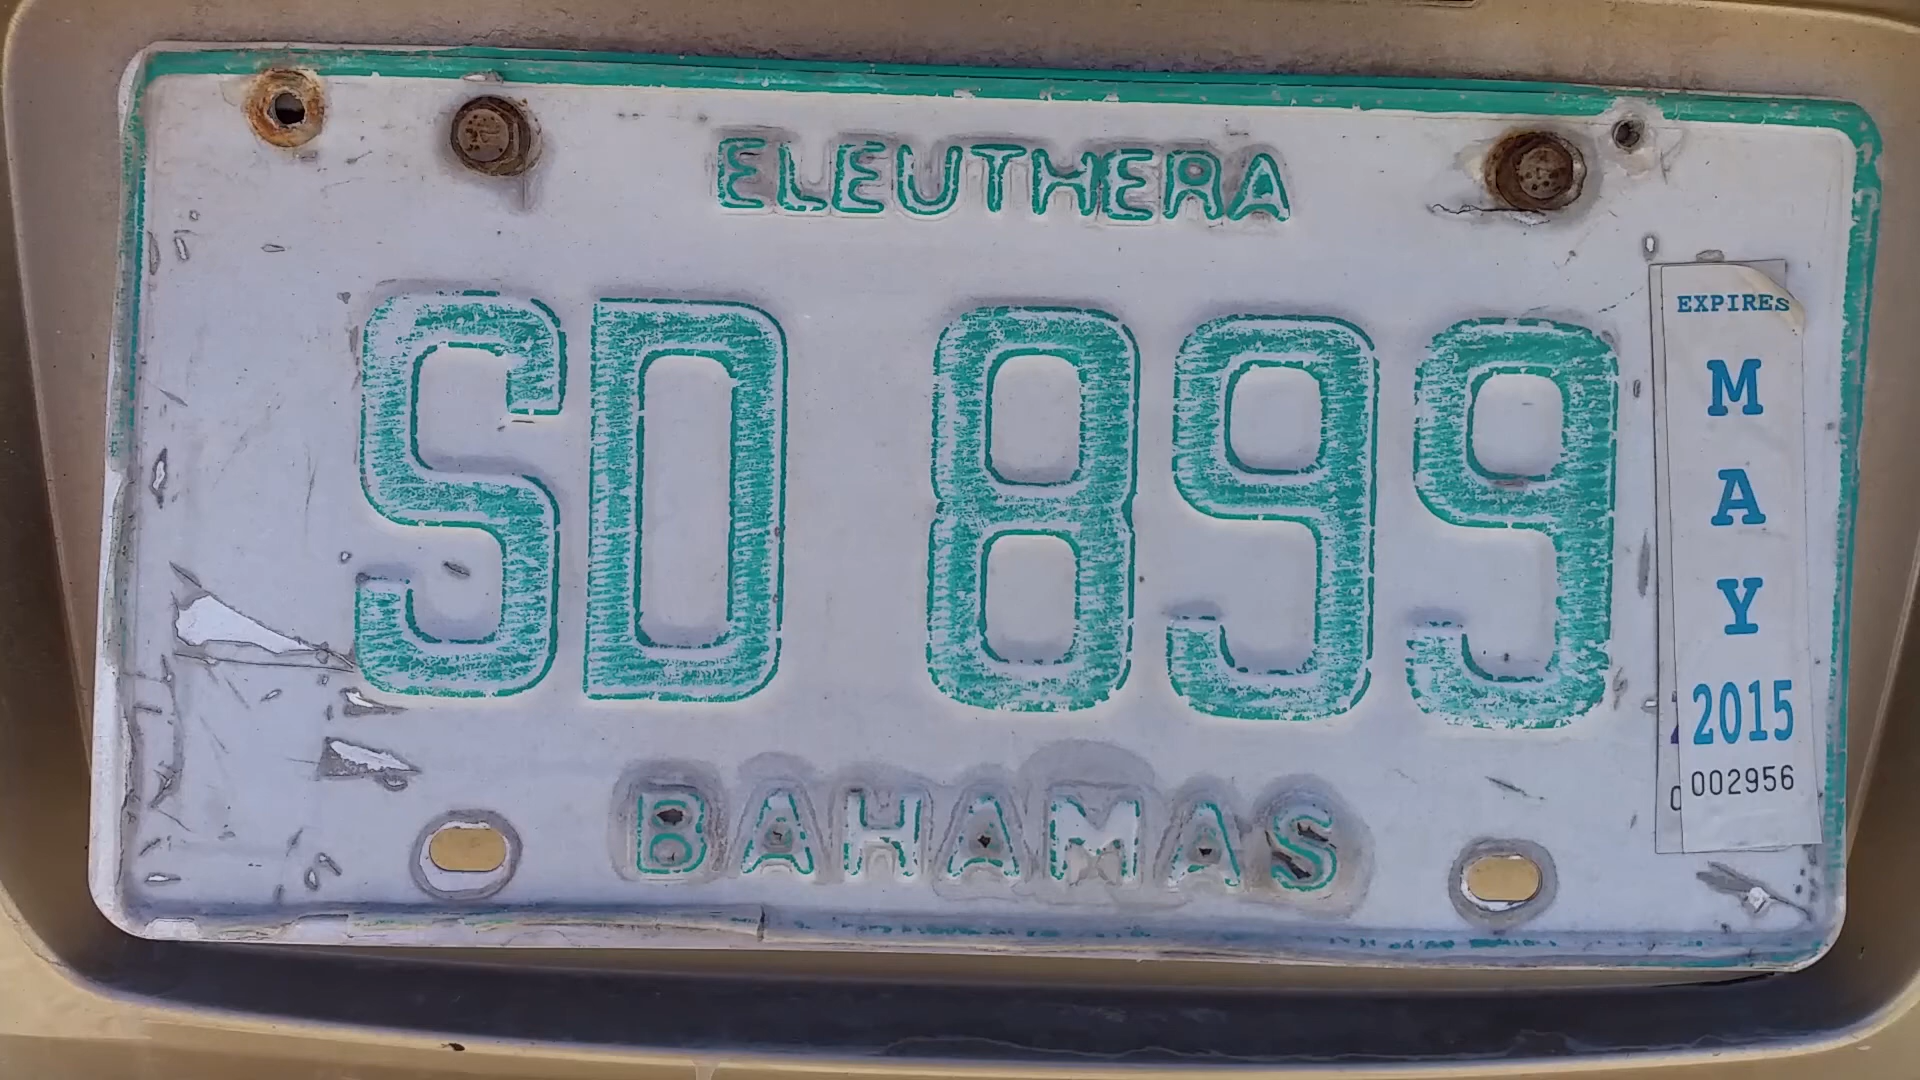 ELEUTHERA
SD 899
EXPIRES
MAY
2015
002956
BAHAMAS